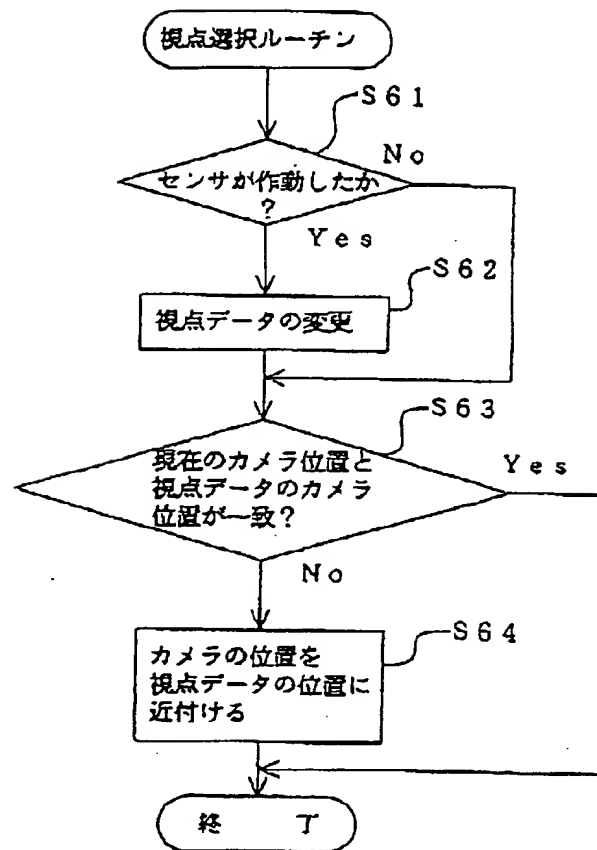 視点選択ルーチン
S61
No
センサが作動したか
?
Yes
S62
視点データの変更
S63
現在のカメラ位置と
視点データのカメラ
位置が一致?
Yes
No
S64
カメラの位置を
視点データの位置に
近付ける
終 了